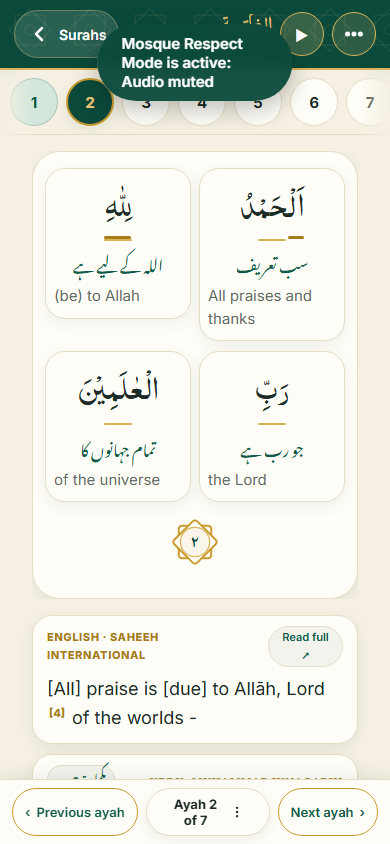 Surahs
Mosque Respect
Mode is active:
Audio muted
1
2
3
4
5
6
7
اَلْحَمْدُ
سب تعریف
All praises and
thanks
لِلّٰهِ
اللہ کے لیے ہے
(be) to Allah
رَبِّ
جو رب ہے
the Lord
الْعٰلَمِیْنَ
تمام جہانوں کا
of the universe
٢
ENGLISH · SAHEEH
INTERNATIONAL
Read full
↗
[All] praise is [due] to Allāh, Lord
[4] of the worlds -
‹ Previous ayah
Ayah 2
of 7
Next ayah ›